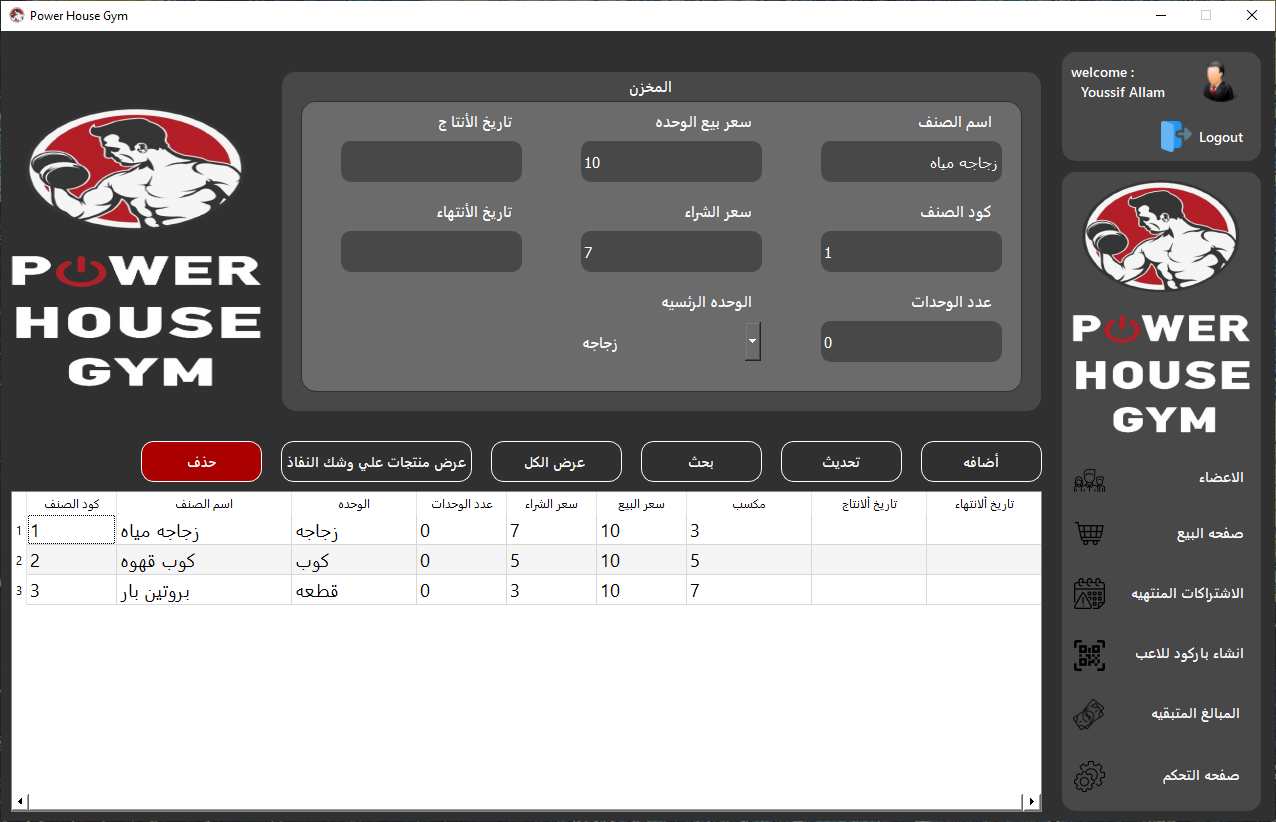 Power House Gym
welcome :
Youssif Allam
Logout
POWER
HOUSE
GYM
المخزن
اسم الصنف
سعر بيع الوحده
تاريخ الأنتا ج
زجاجه مياه
10
كود الصنف
سعر الشراء
تاريخ الأنتهاء
1
7
عدد الوحدات
الوحده الرئسيه
0
زجاجه
POWER
HOUSE
GYM
أضافه
تحديث
بحث
عرض الكل
عرض منتجات علي وشك النفاذ
حذف
كود الصنف اسم الصنف الوحده عدد الوحدات سعر الشراء سعر البيع مكسب تاريخ ألانتاج تاريخ ألانتهاء
1 1 زجاجه مياه زجاجه 0 7 10 3
2 2 كوب قهوه كوب 0 5 10 5
3 3 بروتين بار قطعه 0 3 10 7
الاعضاء
صفحه البيع
الاشتراكات المنتهيه
انشاء باركود للاعب
المبالغ المتبقيه
صفحه التحكم